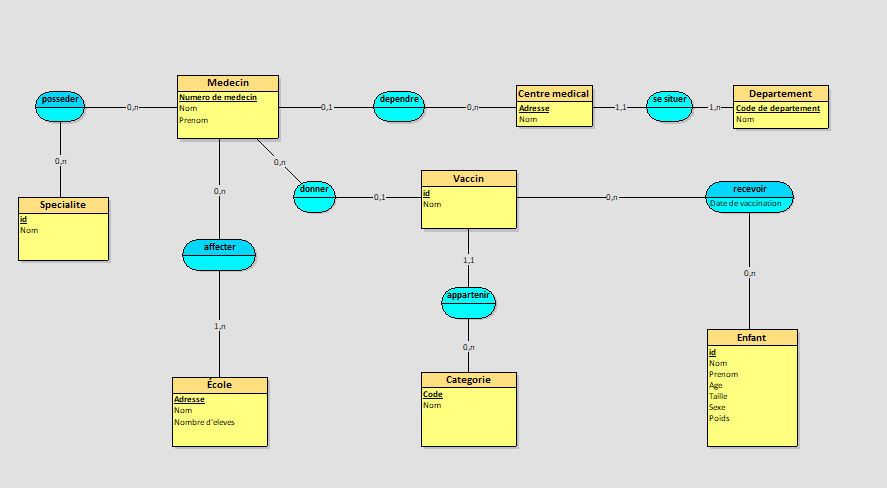 Medecin
Numero de medecin
Nom
Prenom
posseder
0,n
0,1
dependre
0,n
Centre medical
Adresse
Nom
1,1
se situer
1,n
Departement
Code de departement
Nom
0,n
0,n
0,n
Specialite
id
Nom
donner
0,1
Vaccin
id
Nom
0,n
recevoir
Date de vaccination
affecter
1,1
0,n
appartenir
1,n
0,n
École
Adresse
Nom
Nombre d'eleves
Categorie
Code
Nom
Enfant
id
Nom
Prenom
Age
Taille
Sexe
Poids